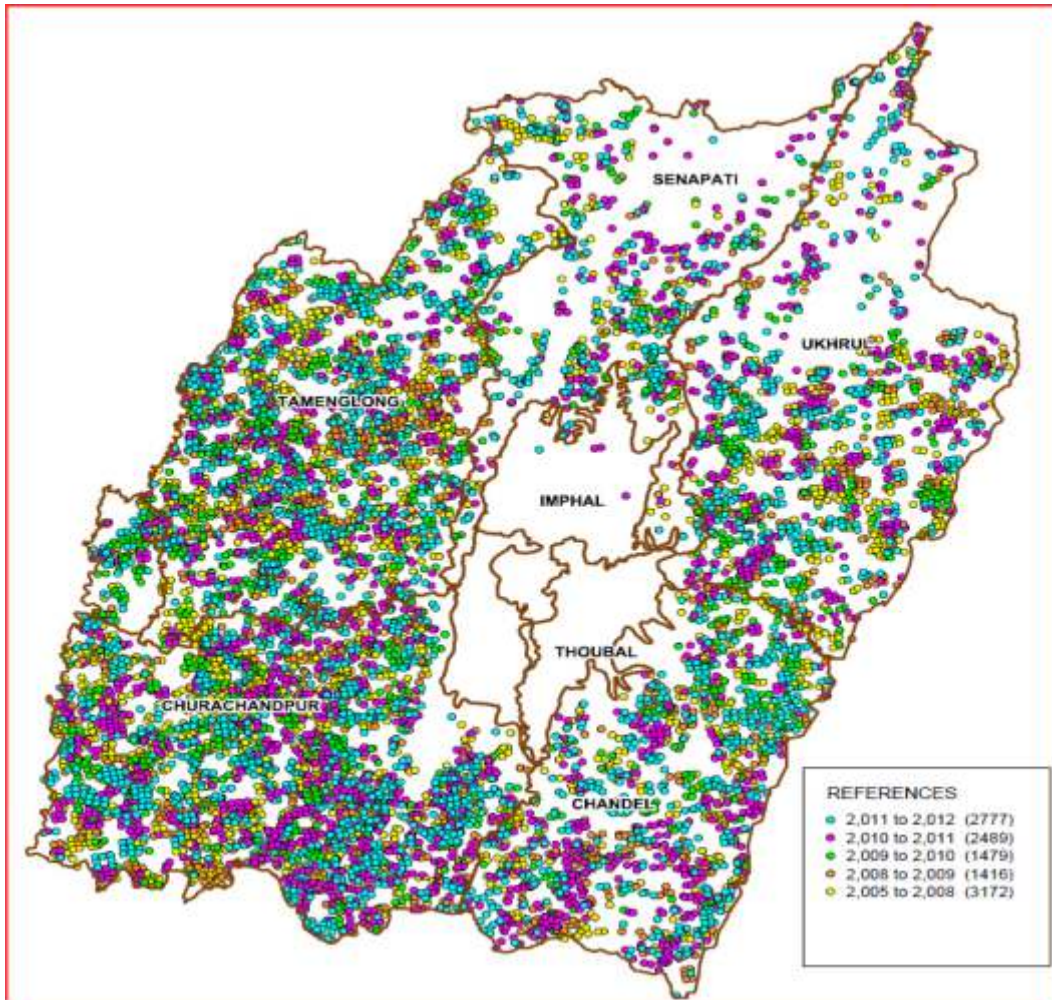 SENAPATI
UKHRUL
TAMENGLONG
IMPHAL
THOUBAL
CHURACHANDPUR
CHANDEL
REFERENCES
2,011 to 2,012 (2777)
2,010 to 2,011 (2489)
2,009 to 2,010 (1479)
2,008 to 2,009 (1416)
2,005 to 2,008 (3172)